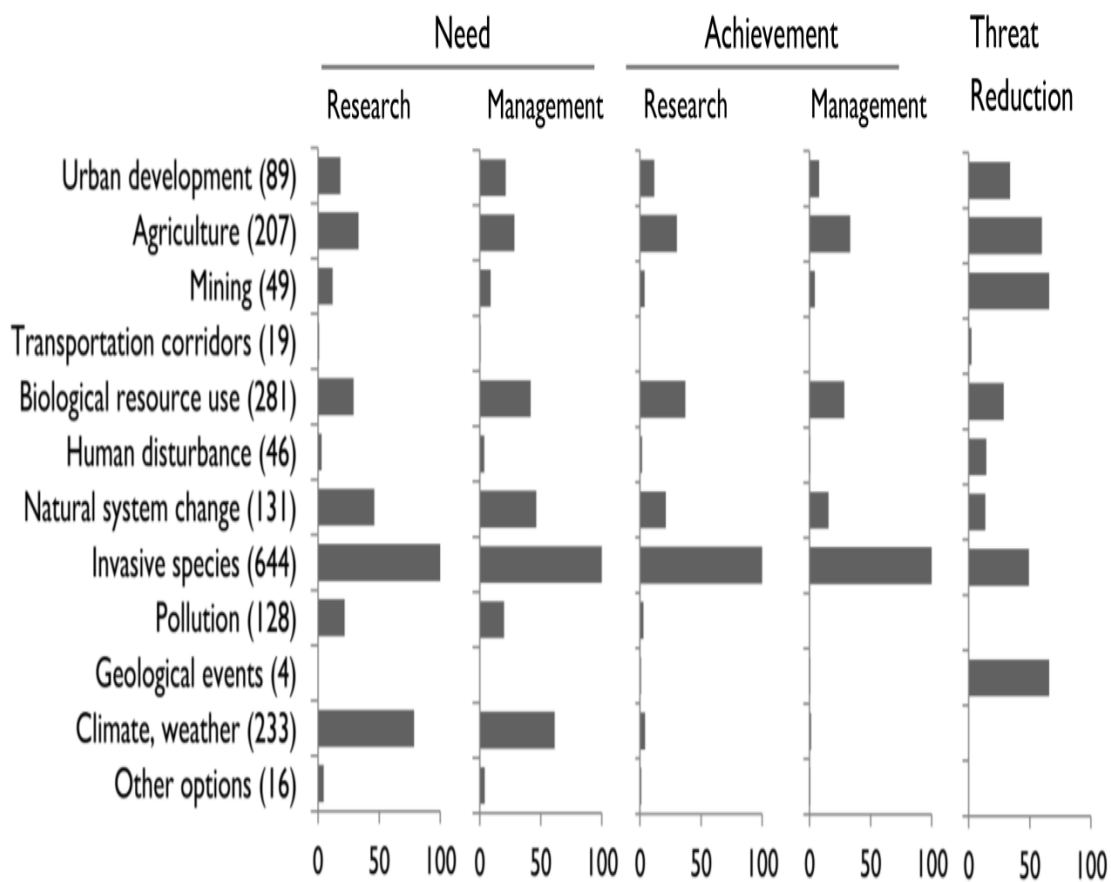 Need Achievement Threat
Reduction
Research Management Research Management
Urban development (89)
Agriculture (207)
Mining (49)
Transportation corridors (19)
Biological resource use (281)
Human disturbance (46)
Natural system change (131)
Invasive species (644)
Pollution (128)
Geological events (4)
Climate, weather (233)
Other options (16)
0 50 100 0 50 100 0 50 100 0 50 100 0 50 100